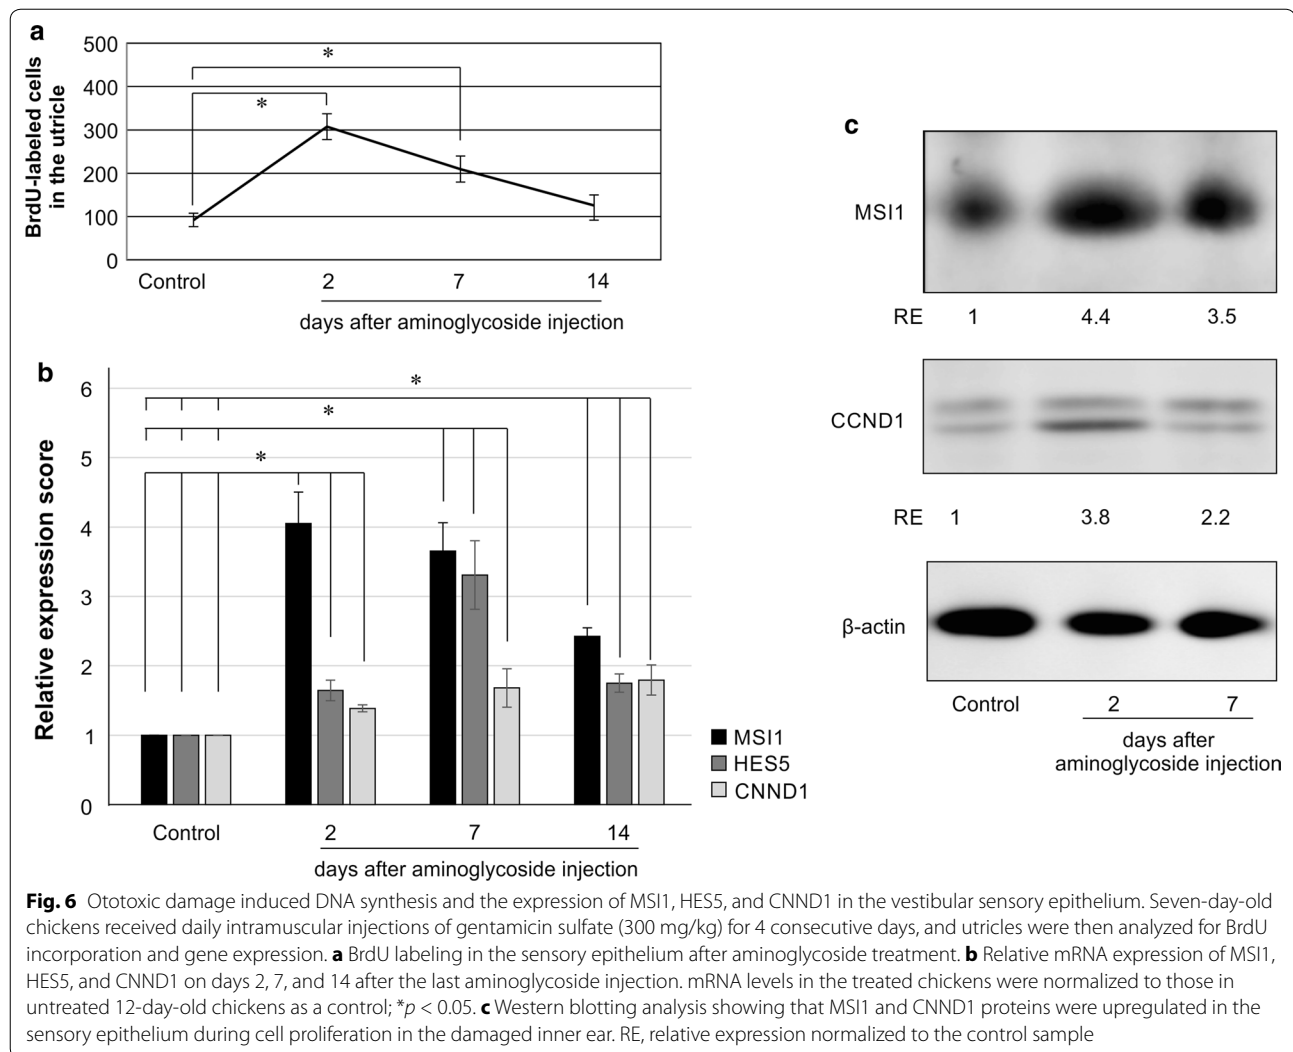 a
500
400
300
200
100
0
BrdU-labeled cells
in the utricle
*
*
Control
2
7
14
days after aminoglycoside injection
b
6
5
4
3
2
1
0
Relative expression score
*
*
*
MSI1
HES5
CNND1
Control
2
7
14
days after aminoglycoside injection
c
MSI1
RE 1 4.4 3.5
CCND1
RE 1 3.8 2.2
β-actin
Control 2 7
days after
aminoglycoside injection
Fig. 6 Ototoxic damage induced DNA synthesis and the expression of MSI1, HES5, and CNND1 in the vestibular sensory epithelium. Seven-day-old
chickens received daily intramuscular injections of gentamicin sulfate (300 mg/kg) for 4 consecutive days, and utricles were then analyzed for BrdU
incorporation and gene expression. a BrdU labeling in the sensory epithelium after aminoglycoside treatment. b Relative mRNA expression of MSI1,
HES5, and CNND1 on days 2, 7, and 14 after the last aminoglycoside injection. mRNA levels in the treated chickens were normalized to those in
untreated 12-day-old chickens as a control; *p < 0.05. c Western blotting analysis showing that MSI1 and CNND1 proteins were upregulated in the
sensory epithelium during cell proliferation in the damaged inner ear. RE, relative expression normalized to the control sample